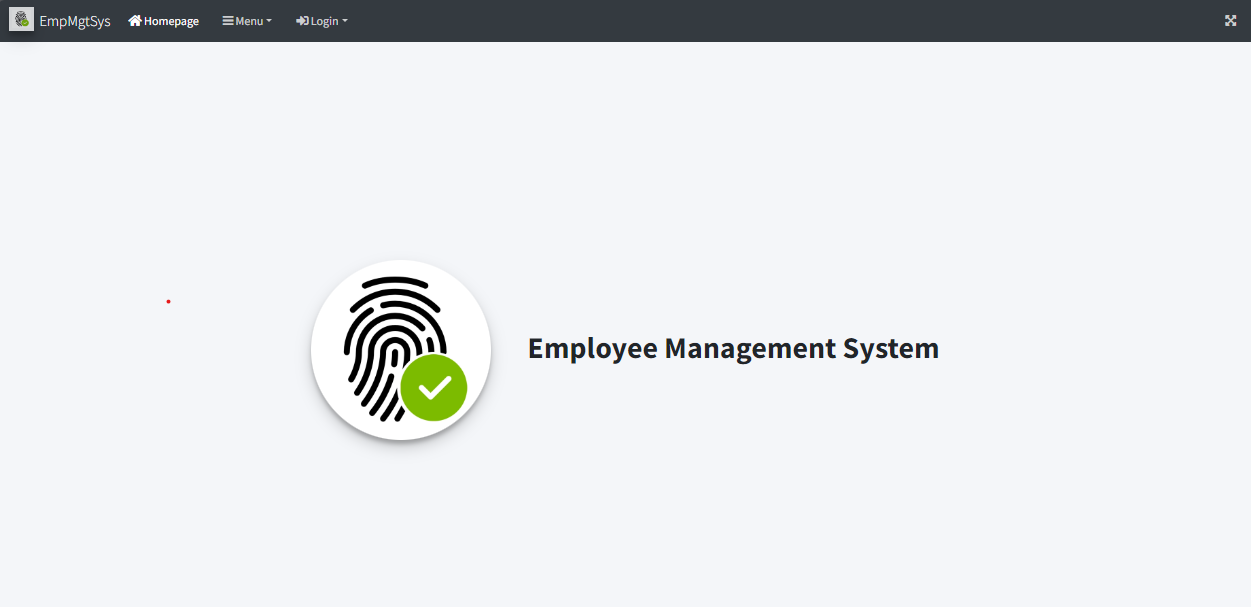 EmpMgtSys Homepage Menu Login
Employee Management System